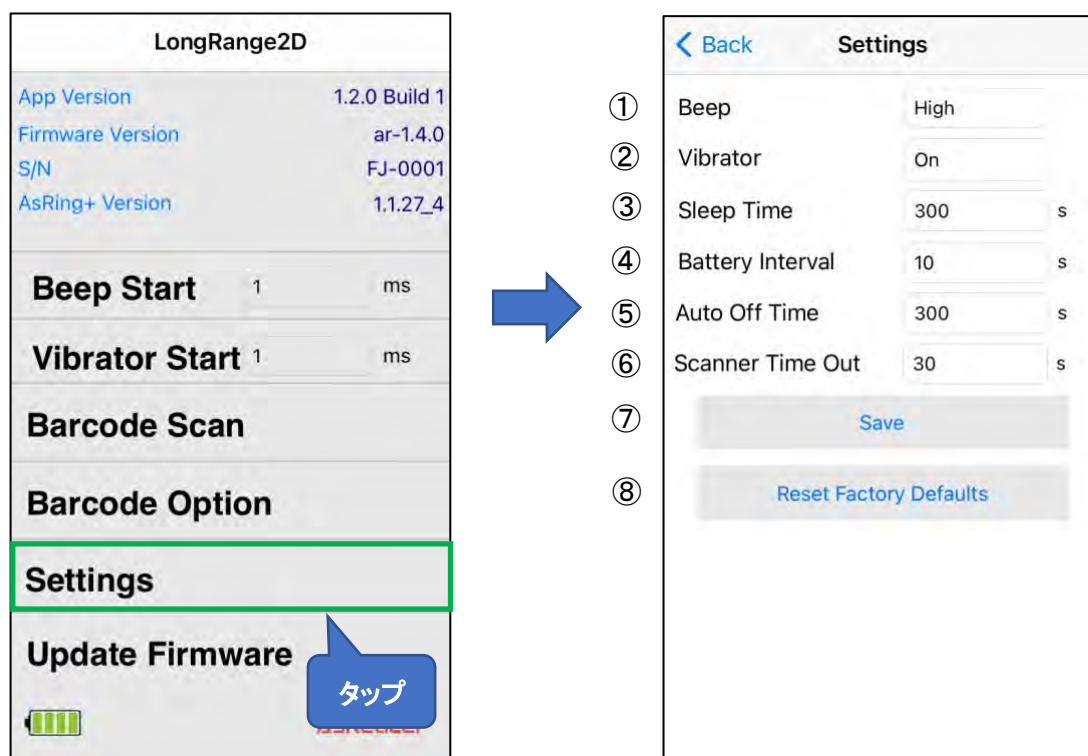 LongRange2D
App Version 1.2.0 Build 1
Firmware Version ar-1.4.0
S/N FJ-0001
AsRing+ Version 1.1.27_4
Beep Start 1 ms
Vibrator Start 1 ms
Barcode Scan
Barcode Option
Settings
Update Firmware
タップ
Back Settings
① Beep High
② Vibrator On
③ Sleep Time 300 s
④ Battery Interval 10 s
⑤ Auto Off Time 300 s
⑥ Scanner Time Out 30 s
⑦ Save
⑧ Reset Factory Defaults